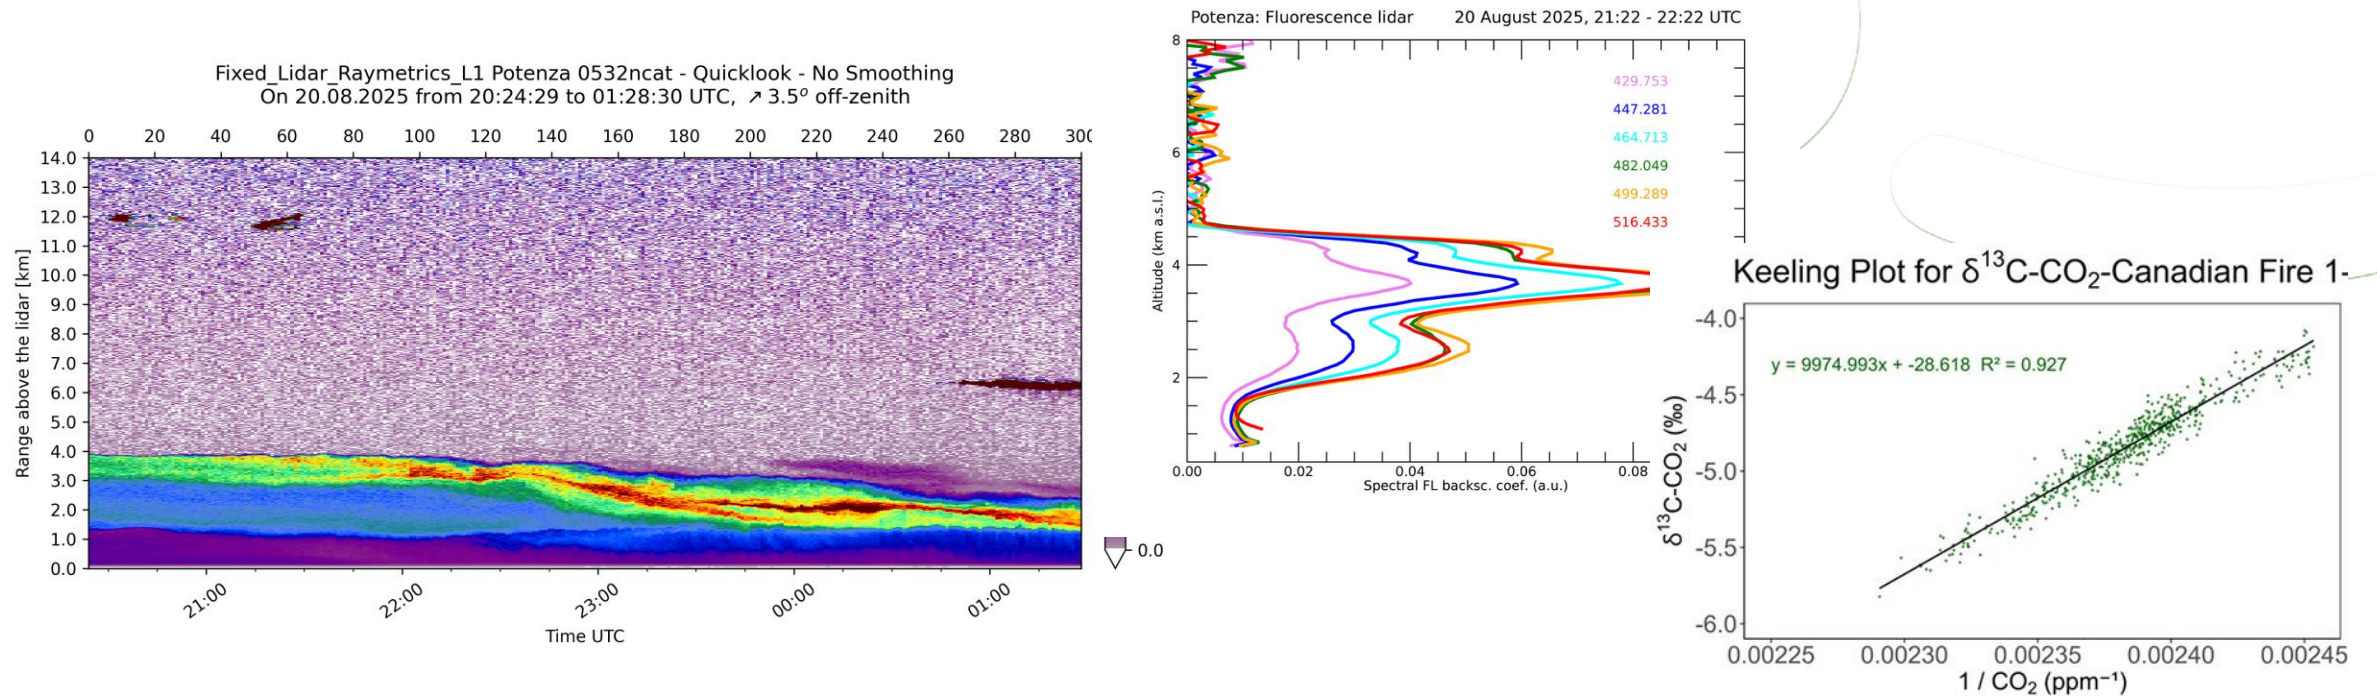 Fixed_Lidar_Raymetrics_L1 Potenza 0532ncat - Quicklook - No Smoothing
On 20.08.2025 from 20:24:29 to 01:28:30 UTC, ↗ 3.5° off-zenith
0 20 40 60 80 100 120 140 160 180 200 220 240 260 280 300
14.0
13.0
12.0
11.0
10.0
9.0
8.0
7.0
6.0
5.0
4.0
3.0
2.0
1.0
0.0
Range above the lidar [km]
21:00 22:00 23:00 00:00 01:00
Time UTC
0.0
Potenza: Fluorescence lidar 20 August 2025, 21:22 - 22:22 UTC
8
6
4
2
Altitude (km a.s.l.)
429.753
447.281
464.713
482.049
499.289
516.433
0.00 0.02 0.04 0.06 0.08
Spectral FL backsc. coef. (a.u.)
Keeling Plot for δ¹³C-CO₂-Canadian Fire 1-
-4.0
-4.5
-5.0
-5.5
-6.0
δ¹³C-CO₂ (‰)
y = 9974.993x + -28.618 R² = 0.927
0.00225 0.00230 0.00235 0.00240 0.00245
1 / CO₂ (ppm⁻¹)